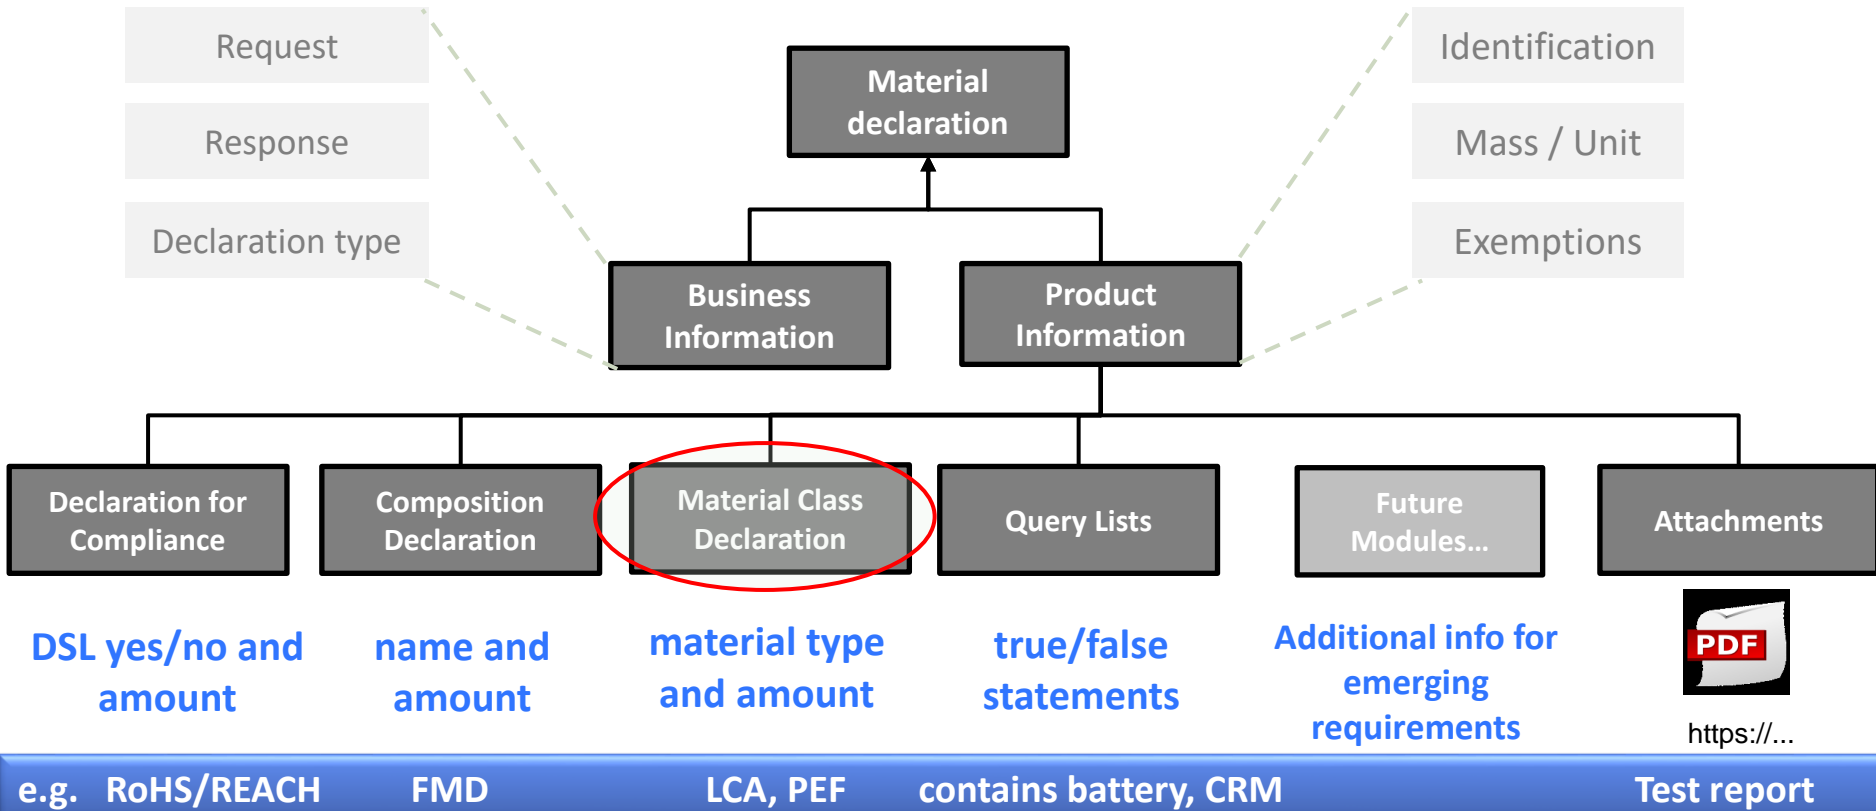 Request
Response
Declaration type
Material
declaration
Identification
Mass / Unit
Exemptions
Business
Information
Product
Information
Declaration for
Compliance
Composition
Declaration
Material Class
Declaration
Query Lists
Future
Modules...
Attachments
DSL yes/no and
amount
name and
amount
material type
and amount
true/false
statements
Additional info for
emerging
requirements
PDF
https://...
e.g. RoHS/REACH FMD LCA, PEF contains battery, CRM Test report